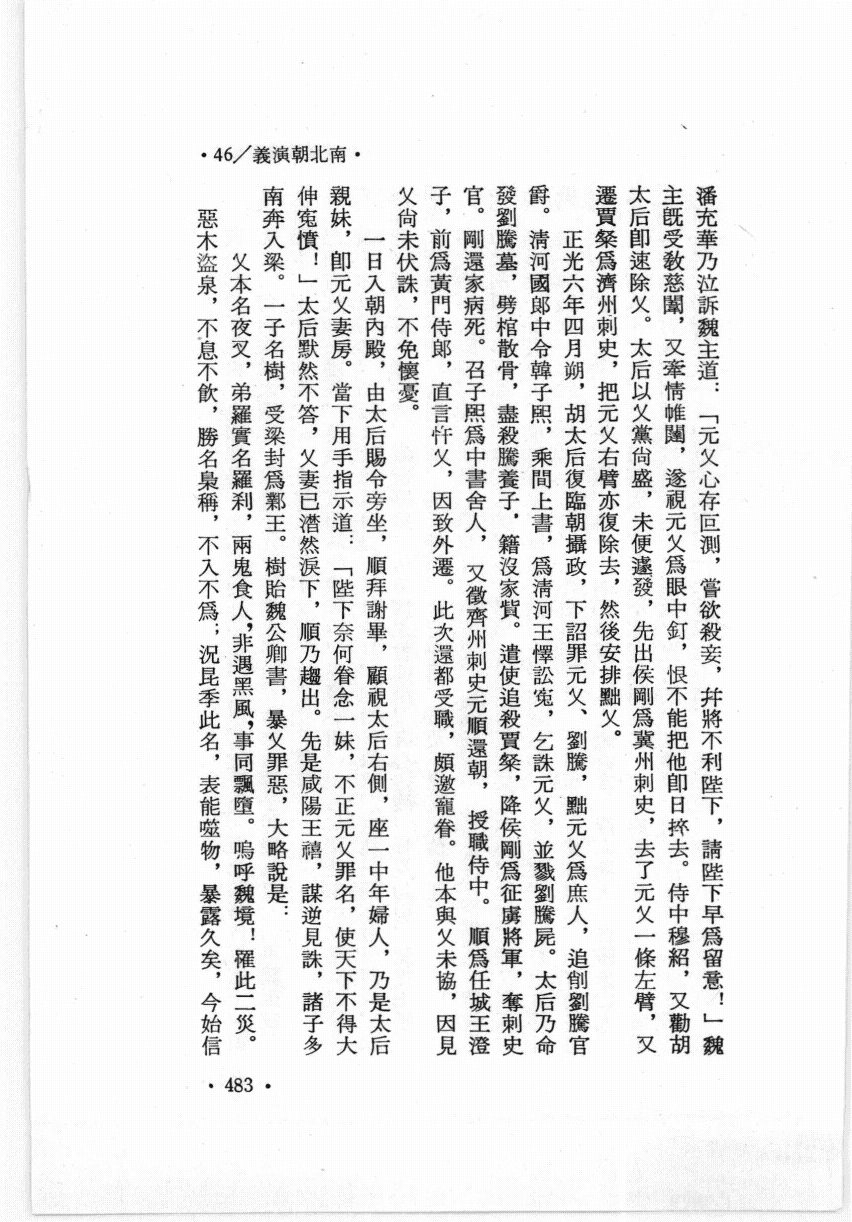 •46╱義演朝北南•
潘充華乃泣訴魏主道：「元乂心存叵測，嘗欲殺妾，幷將不利陛下，請陛下早爲留意！」魏
主旣受敎慈闈，又牽情帷闥，遂視元乂爲眼中釘，恨不能把他卽日捽去。侍中穆紹，又勸胡
太后卽速除乂。太后以乂黨尙盛，未便遽發，先出侯剛爲冀州刺史，去了元乂一條左臂，又
遷賈粲爲濟州刺史，把元乂右臂亦復除去，然後安排黜乂。
正光六年四月朔，胡太后復臨朝攝政，下詔罪元乂、劉騰，黜元乂爲庶人，追削劉騰官
爵。淸河國郎中令韓子熙，乘間上書，爲淸河王懌訟寃，乞誅元乂，並戮劉騰屍。太后乃命
發劉騰墓，劈棺散骨，盡殺騰養子，籍沒家貲。遣使追殺賈粲，降侯剛爲征虜將軍，奪刺史
官。剛還家病死。召子熙爲中書舍人，又徵齊州刺史元順還朝，授職侍中。順爲任城王澄
子，前爲黃門侍郎，直言忤乂，因致外遷。此次還都受職，頗邀寵眷。他本與乂未協，因見
乂尙未伏誅，不免懷憂。
一日入朝內殿，由太后賜令旁坐，順拜謝畢，顧視太后右側，座一中年婦人，乃是太后
親妹，卽元乂妻房。當下用手指示道：「陛下奈何眷念一妹，不正元乂罪名，使天下不得大
伸寃憤！」太后默然不答，乂妻已潸然淚下，順乃趨出。先是咸陽王禧，謀逆見誅，諸子多
南奔入梁。一子名樹，受梁封爲鄴王。樹貽魏公卿書，暴乂罪惡，大略說是：
乂本名夜叉，弟羅實名羅刹，兩鬼食人，非遇黑風，事同飄墮。嗚呼魏境！罹此二災。
惡木盜泉，不息不飮，勝名梟稱，不入不爲；況昆季此名，表能噬物，暴露久矣，今始信
•483•